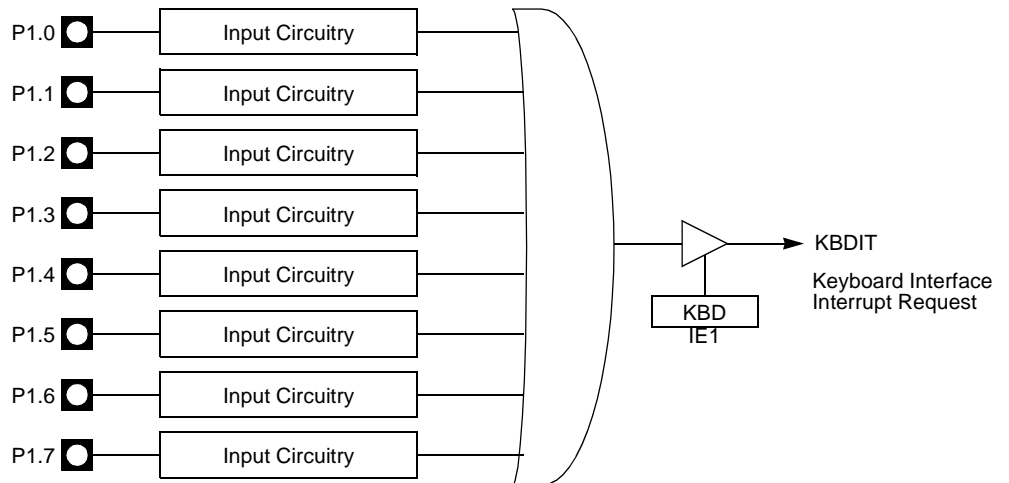 P1.0 Input Circuitry
P1.1 Input Circuitry
P1.2 Input Circuitry
P1.3 Input Circuitry
P1.4 Input Circuitry
P1.5 Input Circuitry
P1.6 Input Circuitry
P1.7 Input Circuitry
KBDIT
Keyboard Interface
Interrupt Request
KBD
IE1